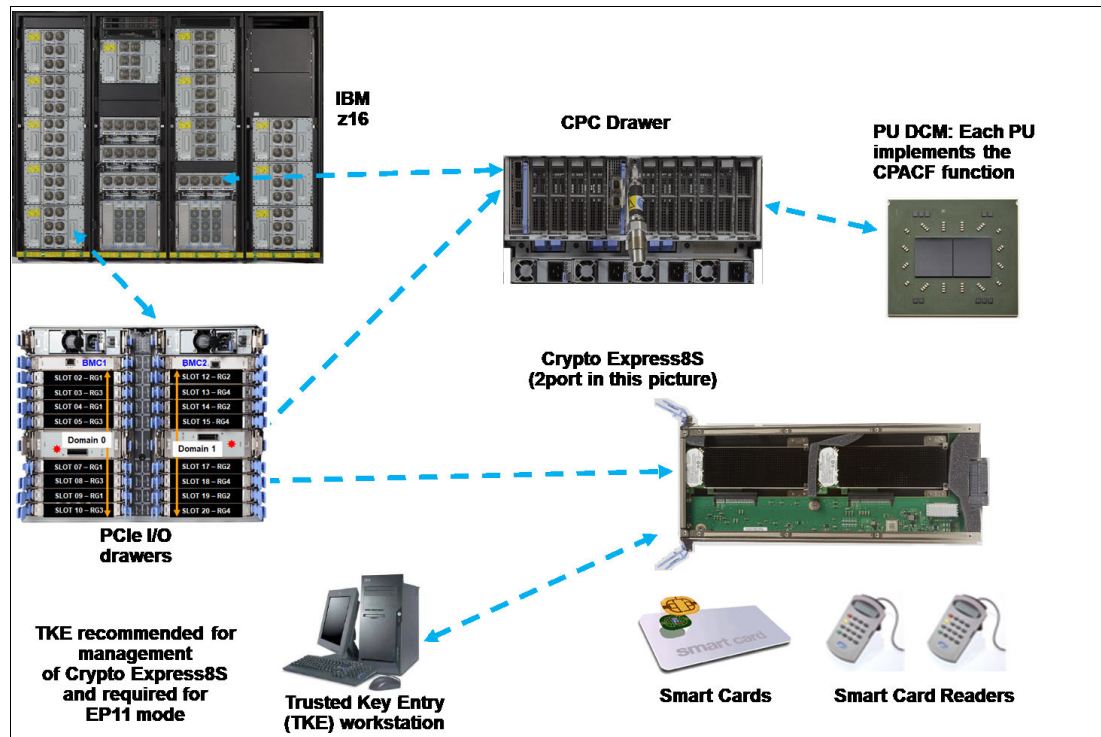 IBM
z16
CPC Drawer
PU DCM: Each PU
implements the
CPACF function
BMC1
BMC2
SLOT 02 – RG1
SLOT 12 – RG2
SLOT 03 – RG3
SLOT 13 – RG4
SLOT 04 – RG1
SLOT 14 – RG2
SLOT 05 – RG3
SLOT 15 - RG4
Domain 0
Domain 1
SLOT 07 – RG1
SLOT 17 – RG2
SLOT 08 – RG3
SLOT 18 – RG4
SLOT 09 – RG1
SLOT 19 – RG2
SLOT 10 – RG3
SLOT 20 – RG4
PCIe I/O
drawers
Crypto Express8S
(2port in this picture)
TKE recommended for
management
of Crypto Express8S
and required for
EP11 mode
Trusted Key Entry
(TKE) workstation
smart card
Smart Cards
Smart Card Readers